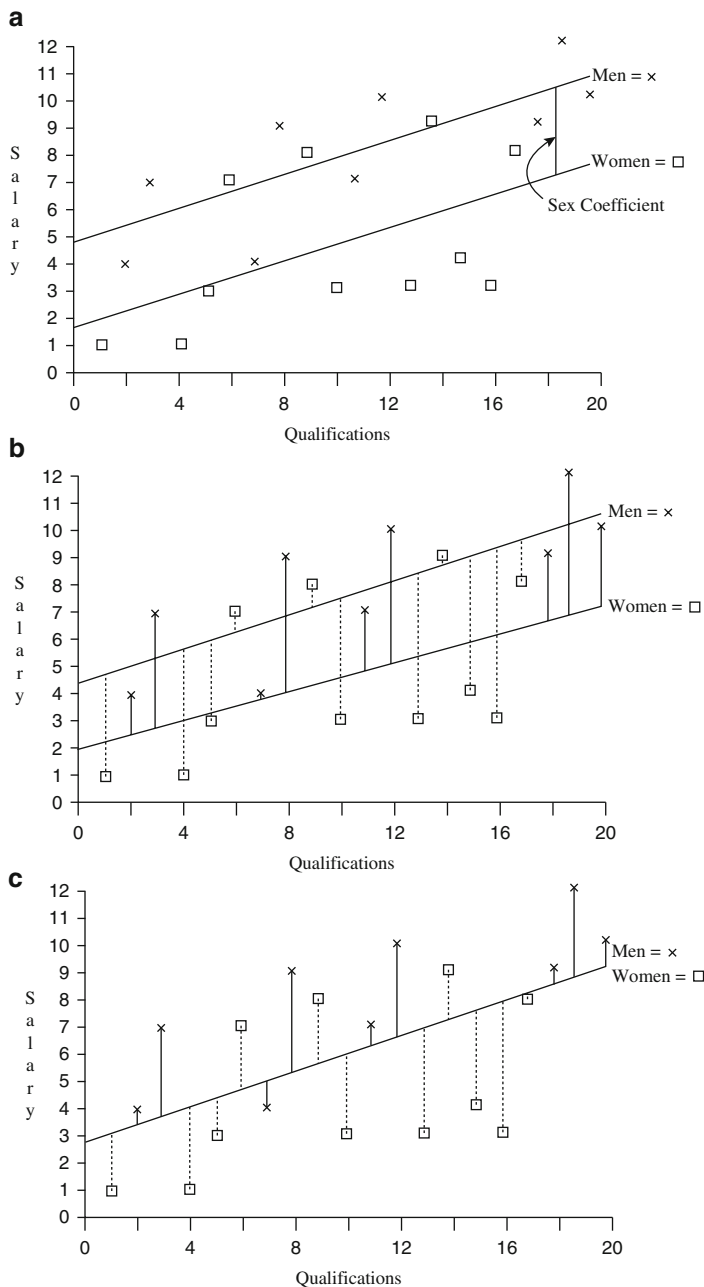 a
12
11
10
9
8
7
6
5
4
3
2
1
0
Salary
Men = ×
Women = □
Sex Coefficient
0 4 8 12 16 20
Qualifications
b
12
11
10
9
8
7
6
5
4
3
2
1
0
Salary
Men = ×
Women = □
0 4 8 12 16 20
Qualifications
c
12
11
10
9
8
7
6
5
4
3
2
1
0
Salary
Men = ×
Women = □
0 4 8 12 16 20
Qualifications